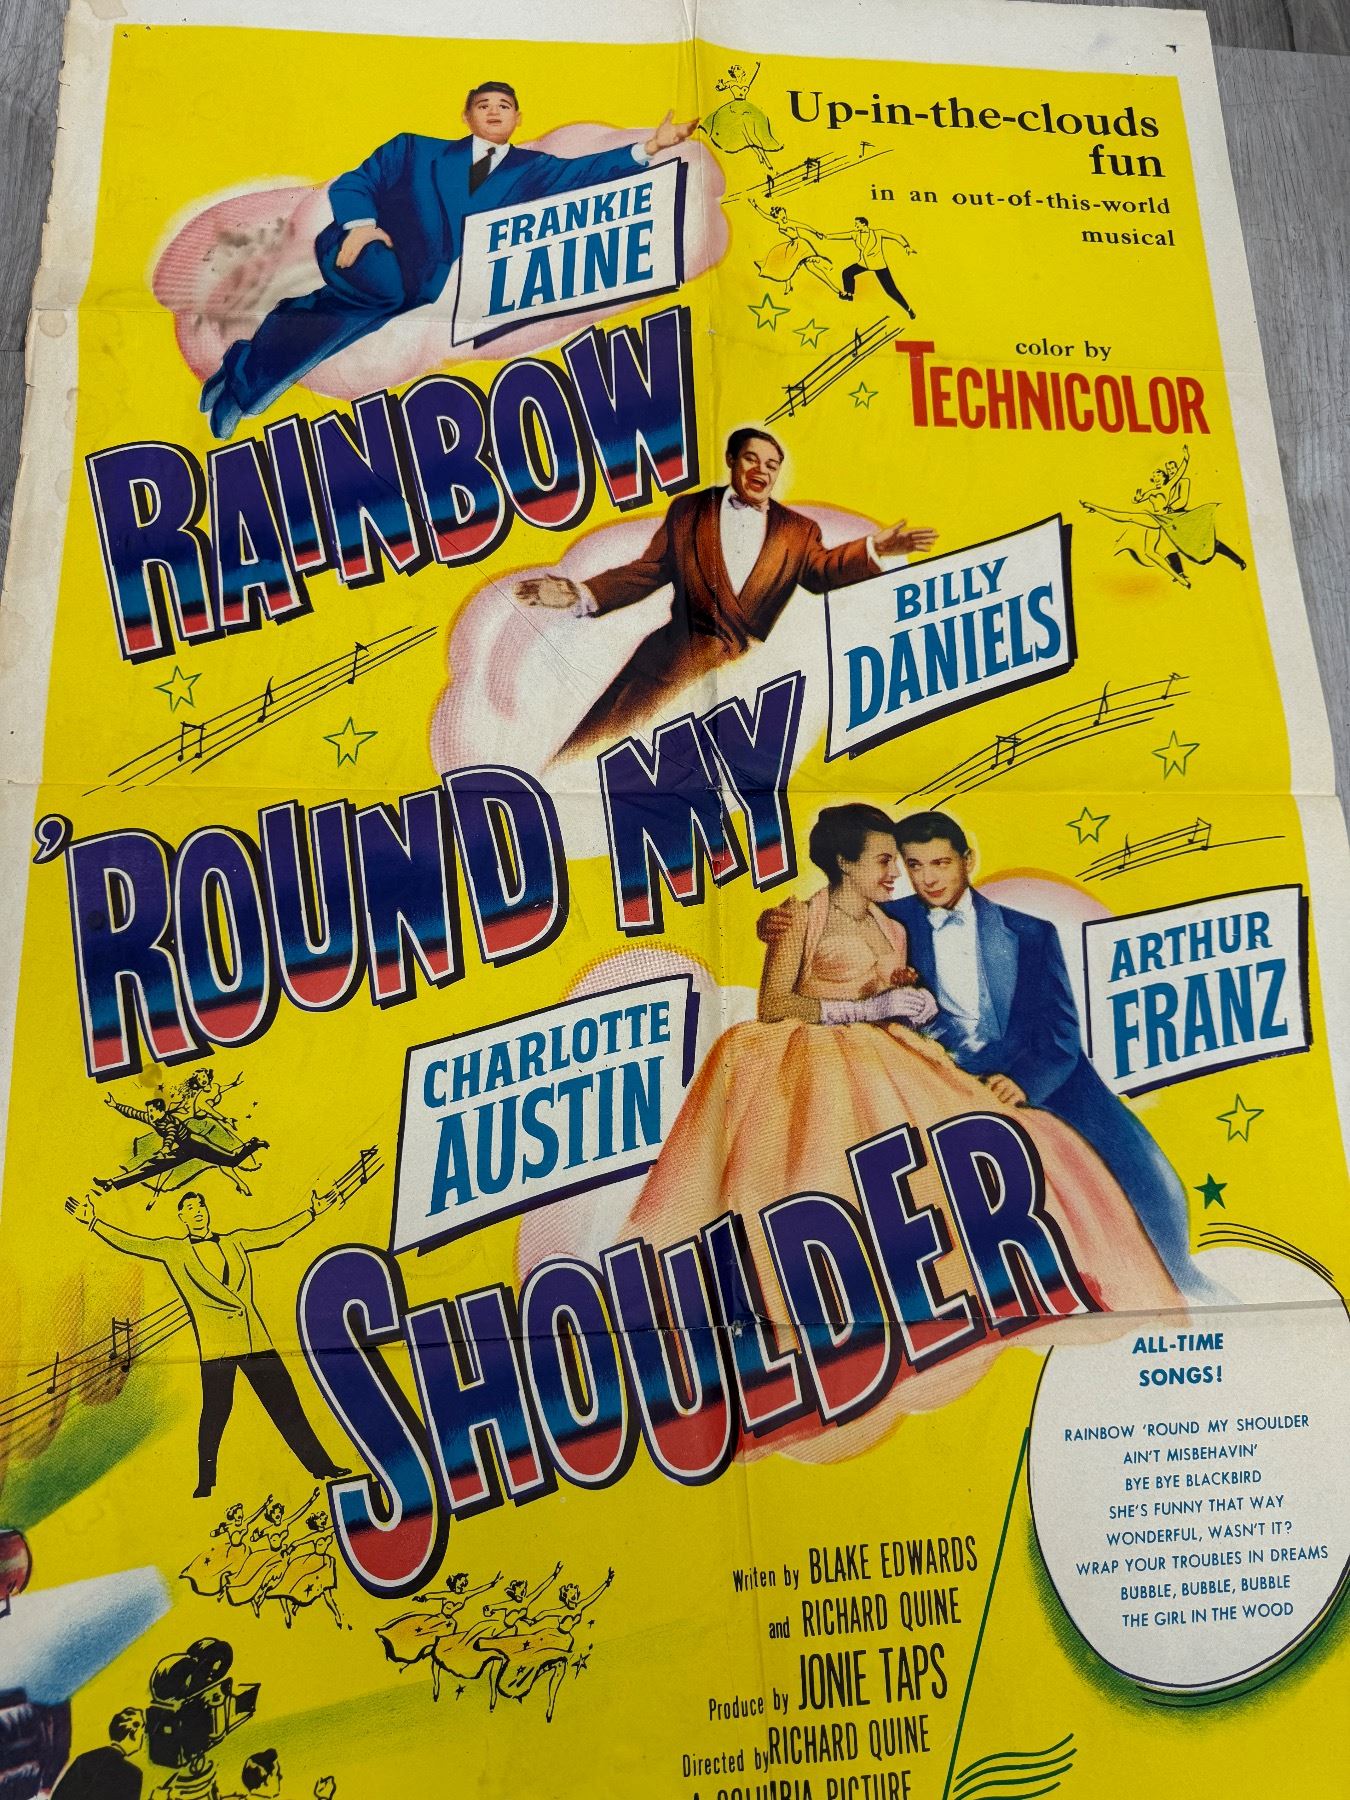 Up-in-the-clouds
fun
in an out-of-this-world
musical
FRANKIE
LAINE
color by
TECHNICOLOR
RAINBOW
BILLY
DANIELS
'ROUND MY
ARTHUR
FRANZ
CHARLOTTE
AUSTIN
SHOULDER
ALL-TIME
SONGS!
RAINBOW 'ROUND MY SHOULDER
AIN'T MISBEHAVIN'
BYE BYE BLACKBIRD
SHE'S FUNNY THAT WAY
WONDERFUL, WASN'T IT?
WRAP YOUR TROUBLES IN DREAMS
BUBBLE, BUBBLE, BUBBLE
THE GIRL IN THE WOOD
Written by BLAKE EDWARDS
and RICHARD QUINE
Produced by JONIE TAPS
Directed by RICHARD QUINE
A COLUMBIA PICTURE